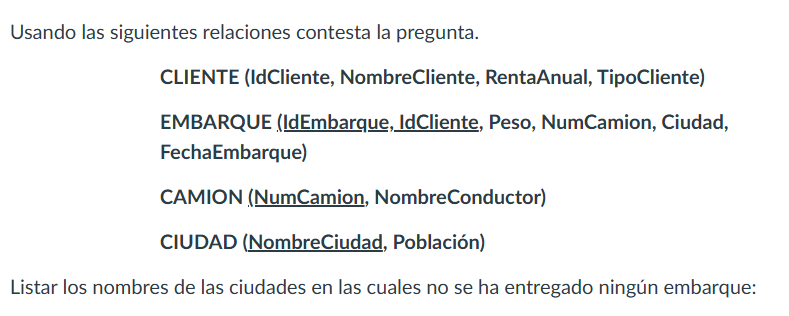 Usando las siguientes relaciones contesta la pregunta.
CLIENTE (IdCliente, NombreCliente, RentaAnual, TipoCliente)
EMBARQUE (IdEmbarque, IdCliente, Peso, NumCamion, Ciudad,
FechaEmbarque)
CAMION (NumCamion, NombreConductor)
CIUDAD (NombreCiudad, Población)
Listar los nombres de las ciudades en las cuales no se ha entregado ningún embarque: